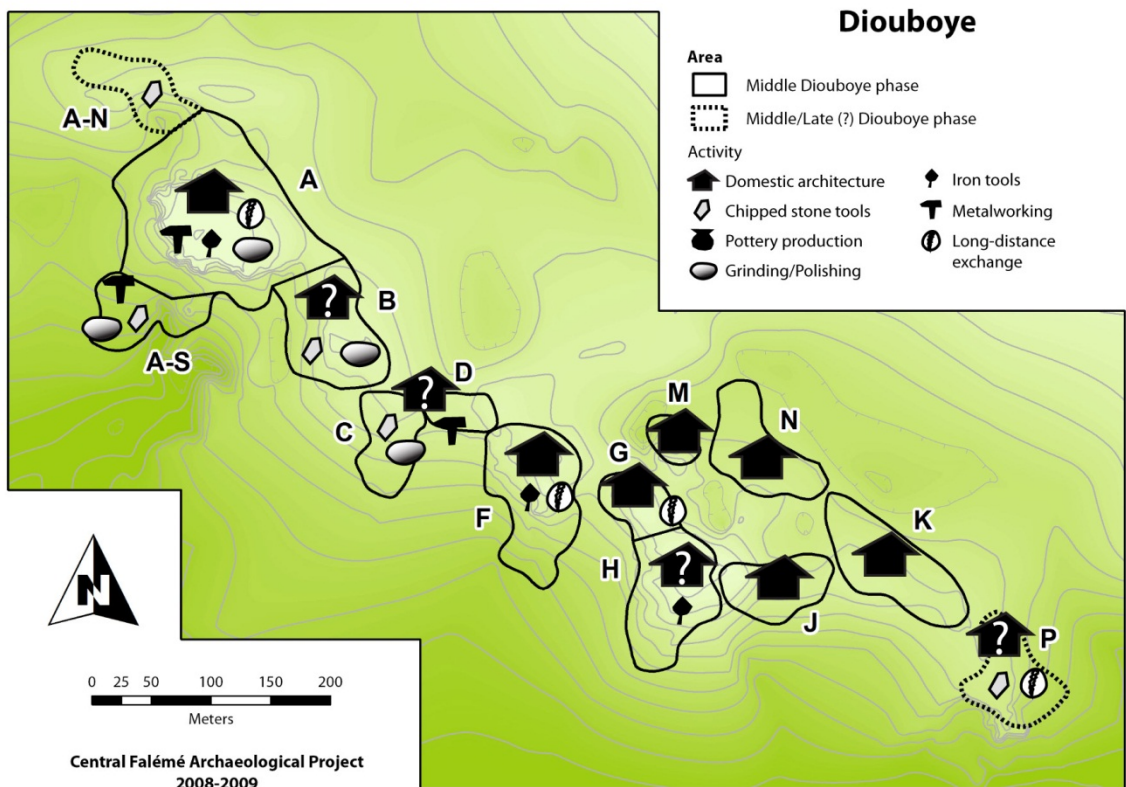 Diouboye
Area
Middle Diouboye phase
Middle/Late (?) Diouboye phase
Activity
Domestic architecture
Chipped stone tools
Pottery production
Grinding/Polishing
Iron tools
Metalworking
Long-distance
exchange
A-N
A
A-S
?
B
?
D
C
F
M
N
G
K
H
?
J
?
P
N
0 25 50 100 150 200
Meters
Central Falémé Archaeological Project
2008-2009